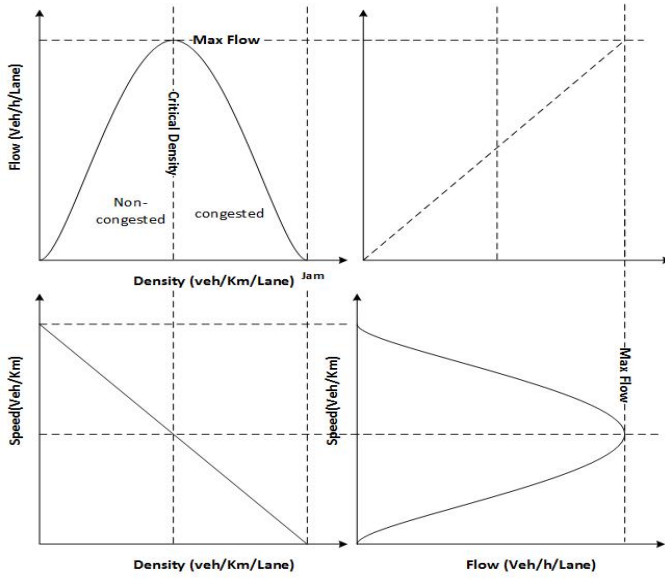 Max Flow
Flow (Veh/h/Lane)
Critical Density
Non-
congested
congested
Density (veh/Km/Lane)
Jam
Speed(Veh/Km)
Density (veh/Km/Lane)
Speed(Veh/Km)
Max Flow
Flow (Veh/h/Lane)